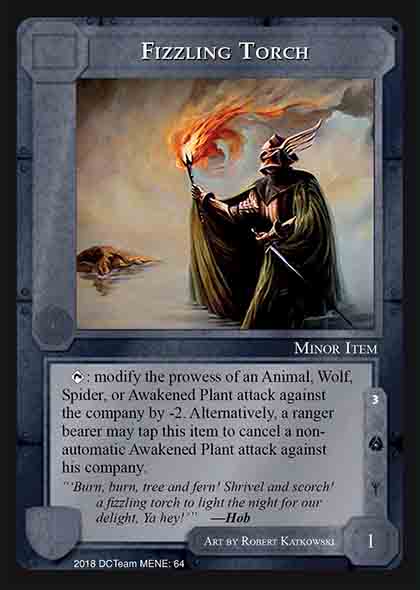 Fizzling Torch
Minor Item
: modify the prowess of an Animal, Wolf,
Spider, or Awakened Plant attack against
the company by -2. Alternatively, a ranger
bearer may tap this item to cancel a non-
automatic Awakened Plant attack against
his company.
"‘Burn, burn, tree and fern! Shrivel and scorch!
a fizzling torch to light the night for our
delight, Ya hey!’" —Hob
3
Art by Robert Katkowski
1
2018 DCTeam MENE: 64